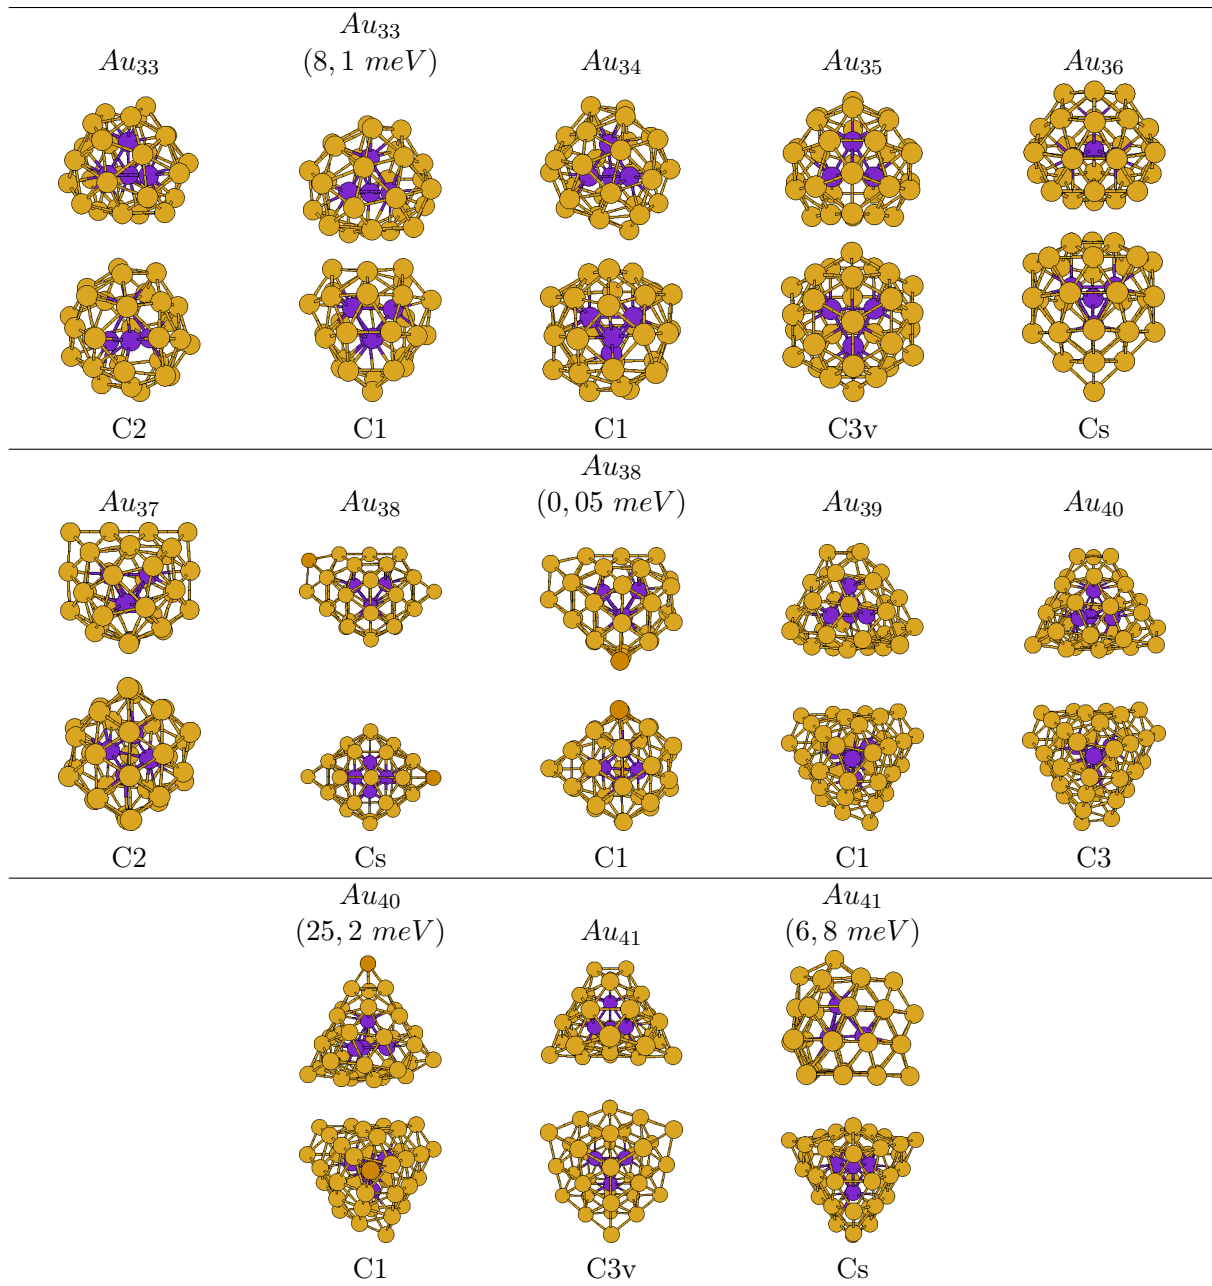 Au33
Au33 (8, 1 meV) Au34 Au35 Au36
C2 C1 C1 C3v Cs
Au38
Au37 Au38 (0, 05 meV) Au39 Au40
C2 Cs C1 C1 C3
Au40 Au41
(25, 2 meV) Au41 (6, 8 meV)
C1 C3v Cs